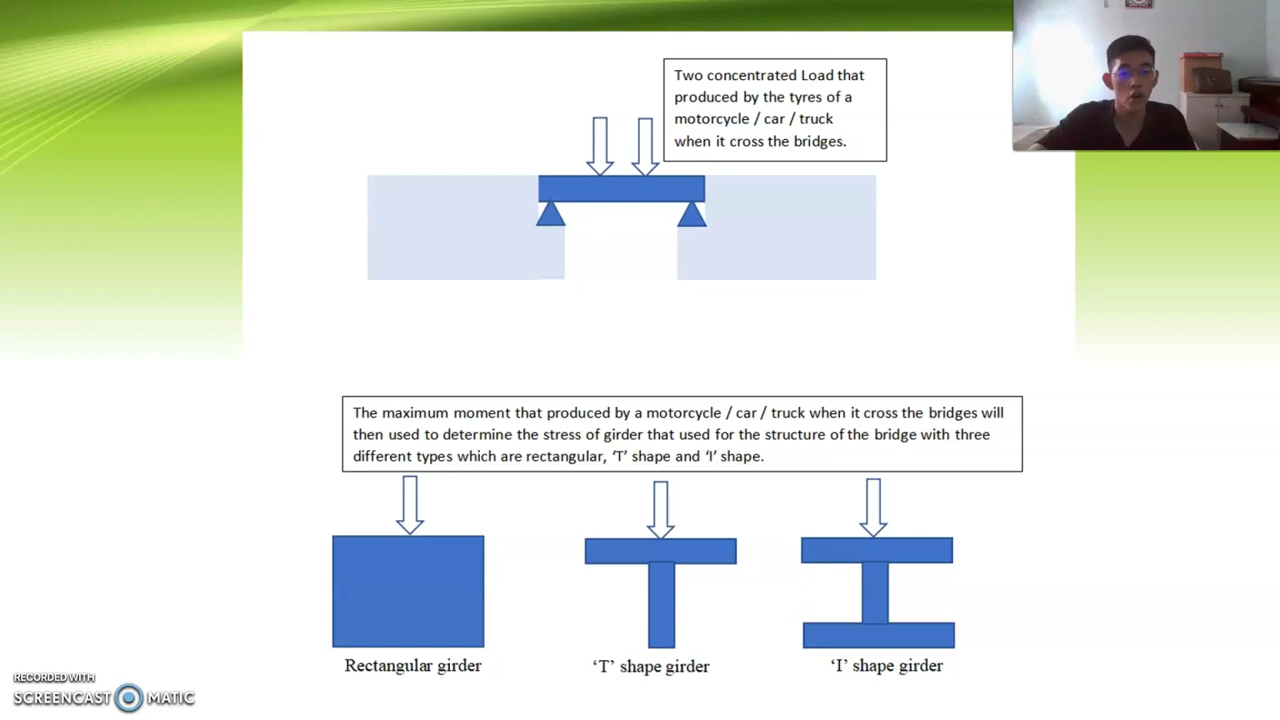 Two concentrated Load that
produced by the tyres of a
motorcycle / car / truck
when it cross the bridges.
The maximum moment that produced by a motorcycle / car / truck when it cross the bridges will
then used to determine the stress of girder that used for the structure of the bridge with three
different types which are rectangular, ‘T’ shape and ‘I’ shape.
Rectangular girder
‘T’ shape girder
‘I’ shape girder
RECORDED WITH
SCREENCAST MATIC